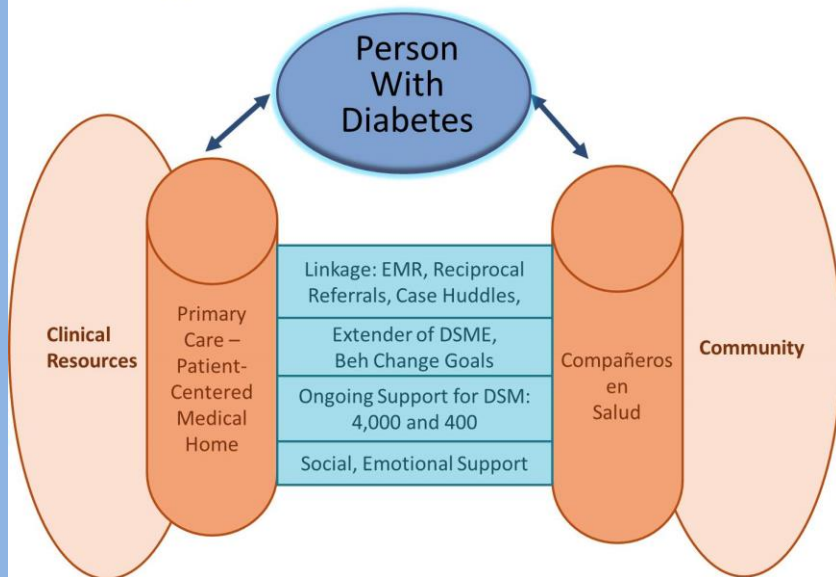 Person
With
Diabetes
Clinical
Resources
Primary
Care –
Patient-
Centered
Medical
Home
Linkage: EMR, Reciprocal
Referrals, Case Huddles,
Extender of DSME,
Beh Change Goals
Ongoing Support for DSM:
4,000 and 400
Social, Emotional Support
Compañeros
en
Salud
Community